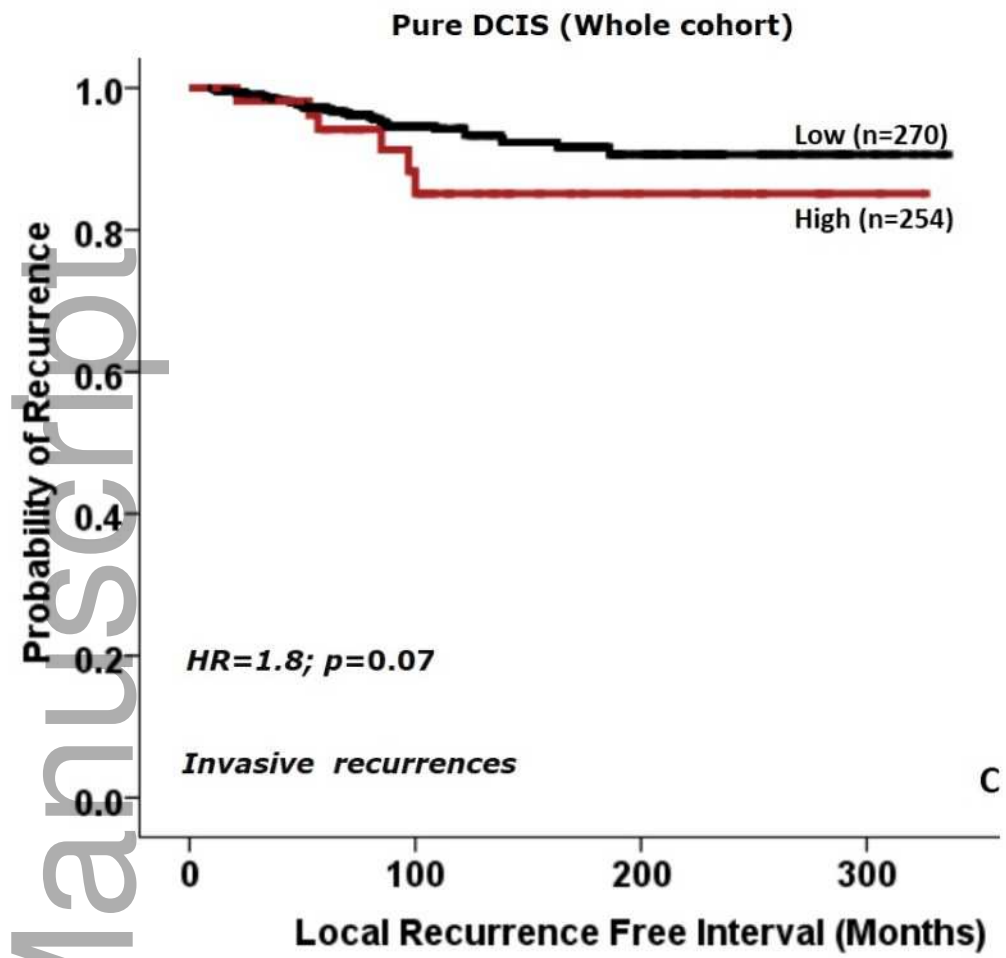 Pure DCIS (Whole cohort)
Probability of Recurrence
1.0
0.8
0.6
0.4
0.2
0.0
Low (n=270)
High (n=254)
HR=1.8; p=0.07
Invasive recurrences
C
0 100 200 300
Local Recurrence Free Interval (Months)
Manuscript